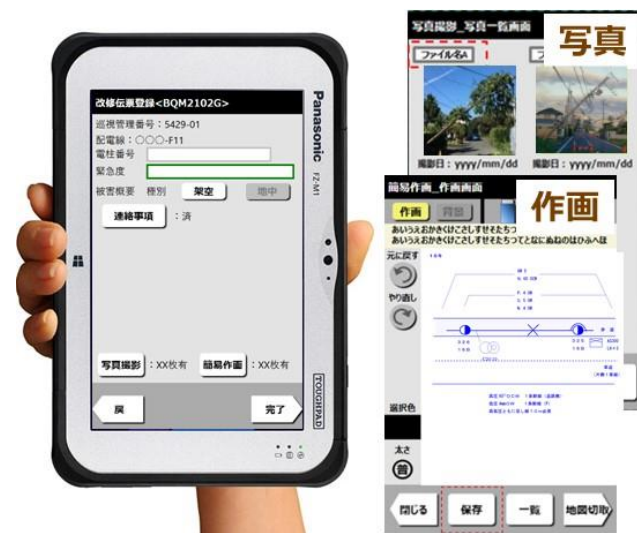 改修伝票登録<BQM2102G>
巡視管理番号：5429-01
配電線：〇〇〇-F11
電柱番号
緊急度
被害概要 種別 架空 地中
連絡事項 ：済
写真撮影 ：XX枚有 簡易作画 ：XX枚有
戻 完了
Panasonic
FZ-M1
TOUGHPAD
写真撮影_写真一覧画面
写真
ファイル名A
撮影日：yyyy/mm/dd 撮影日：yyyy/mm/dd
簡易作画_作画画面
作画
作画 背景
あいうえおかきくけこさしすせそたちつ
あいうえおかきくけこさしすせそたちつてとなにぬねのはひふへほ
元に戻す
やり直し
選択色
太さ
普
閉じる 保存 一覧 地図切取